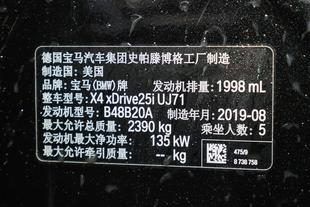 德国宝马汽车集团史帕滕博格工厂制造
制造国: 美国
品牌: 宝马(BMW)牌 发动机排量: 1998 mL
整车型号: X4 xDrive25i UJ71
发动机型号: B48B20A 制造年月: 2019-08
最大允许总质量: 2390 kg 乘坐人数: 5
发动机最大净功率: 135 kW
最大允许牵引质量: -- kg
475/9
8 738 758